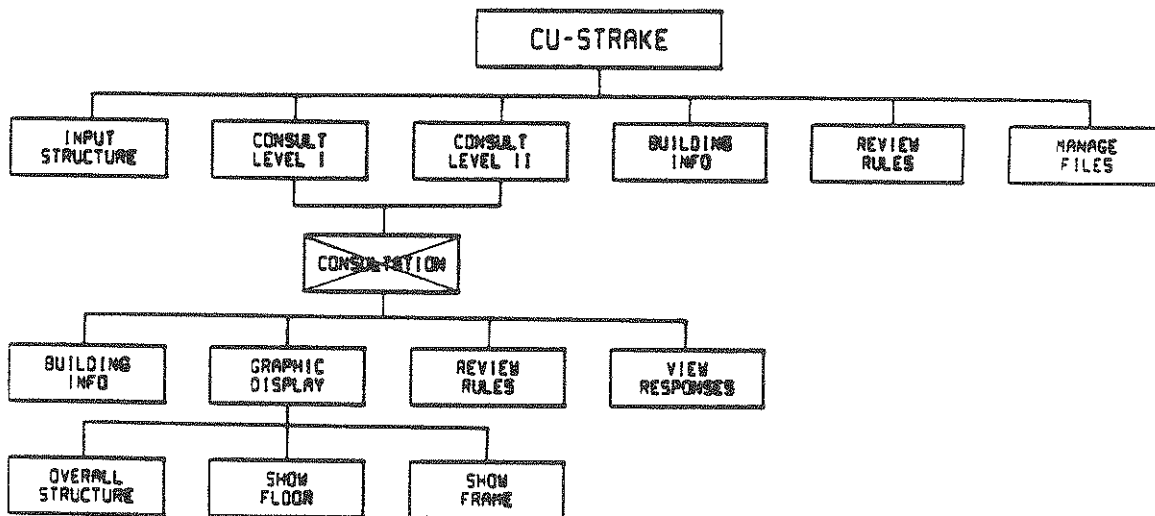 CU-STRAKE
INPUT
STRUCTURE
CONSULT
LEVEL I
CONSULT
LEVEL II
BUILDING
INFO
REVIEW
RULES
MANAGE
FILES
CONSULTATION
BUILDING
INFO
GRAPHIC
DISPLAY
REVIEW
RULES
VIEW
RESPONSES
OVERALL
STRUCTURE
SHOW
FLOOR
SHOW
FRAME